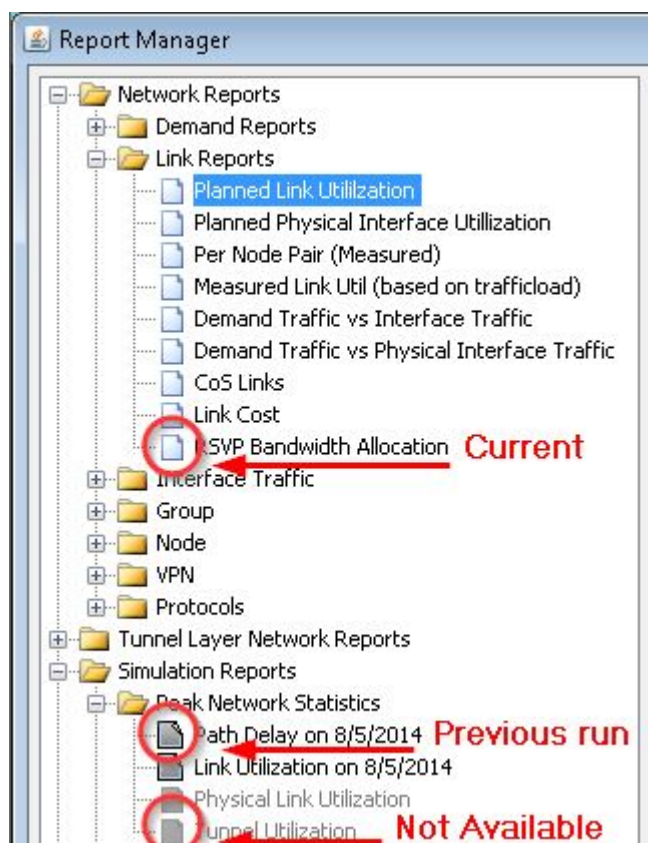 Report Manager
Network Reports
Demand Reports
Link Reports
Planned Link Utililzation
Planned Physical Interface Utillization
Per Node Pair (Measured)
Measured Link Util (based on trafficload)
Demand Traffic vs Interface Traffic
Demand Traffic vs Physical Interface Traffic
CoS Links
Link Cost
RSVP Bandwidth Allocation Current
Interface Traffic
Group
Node
VPN
Protocols
Tunnel Layer Network Reports
Simulation Reports
Peak Network Statistics
Path Delay on 8/5/2014 Previous run
Link Utilization on 8/5/2014
Physical Link Utilization
Tunnel Utilization Not Available